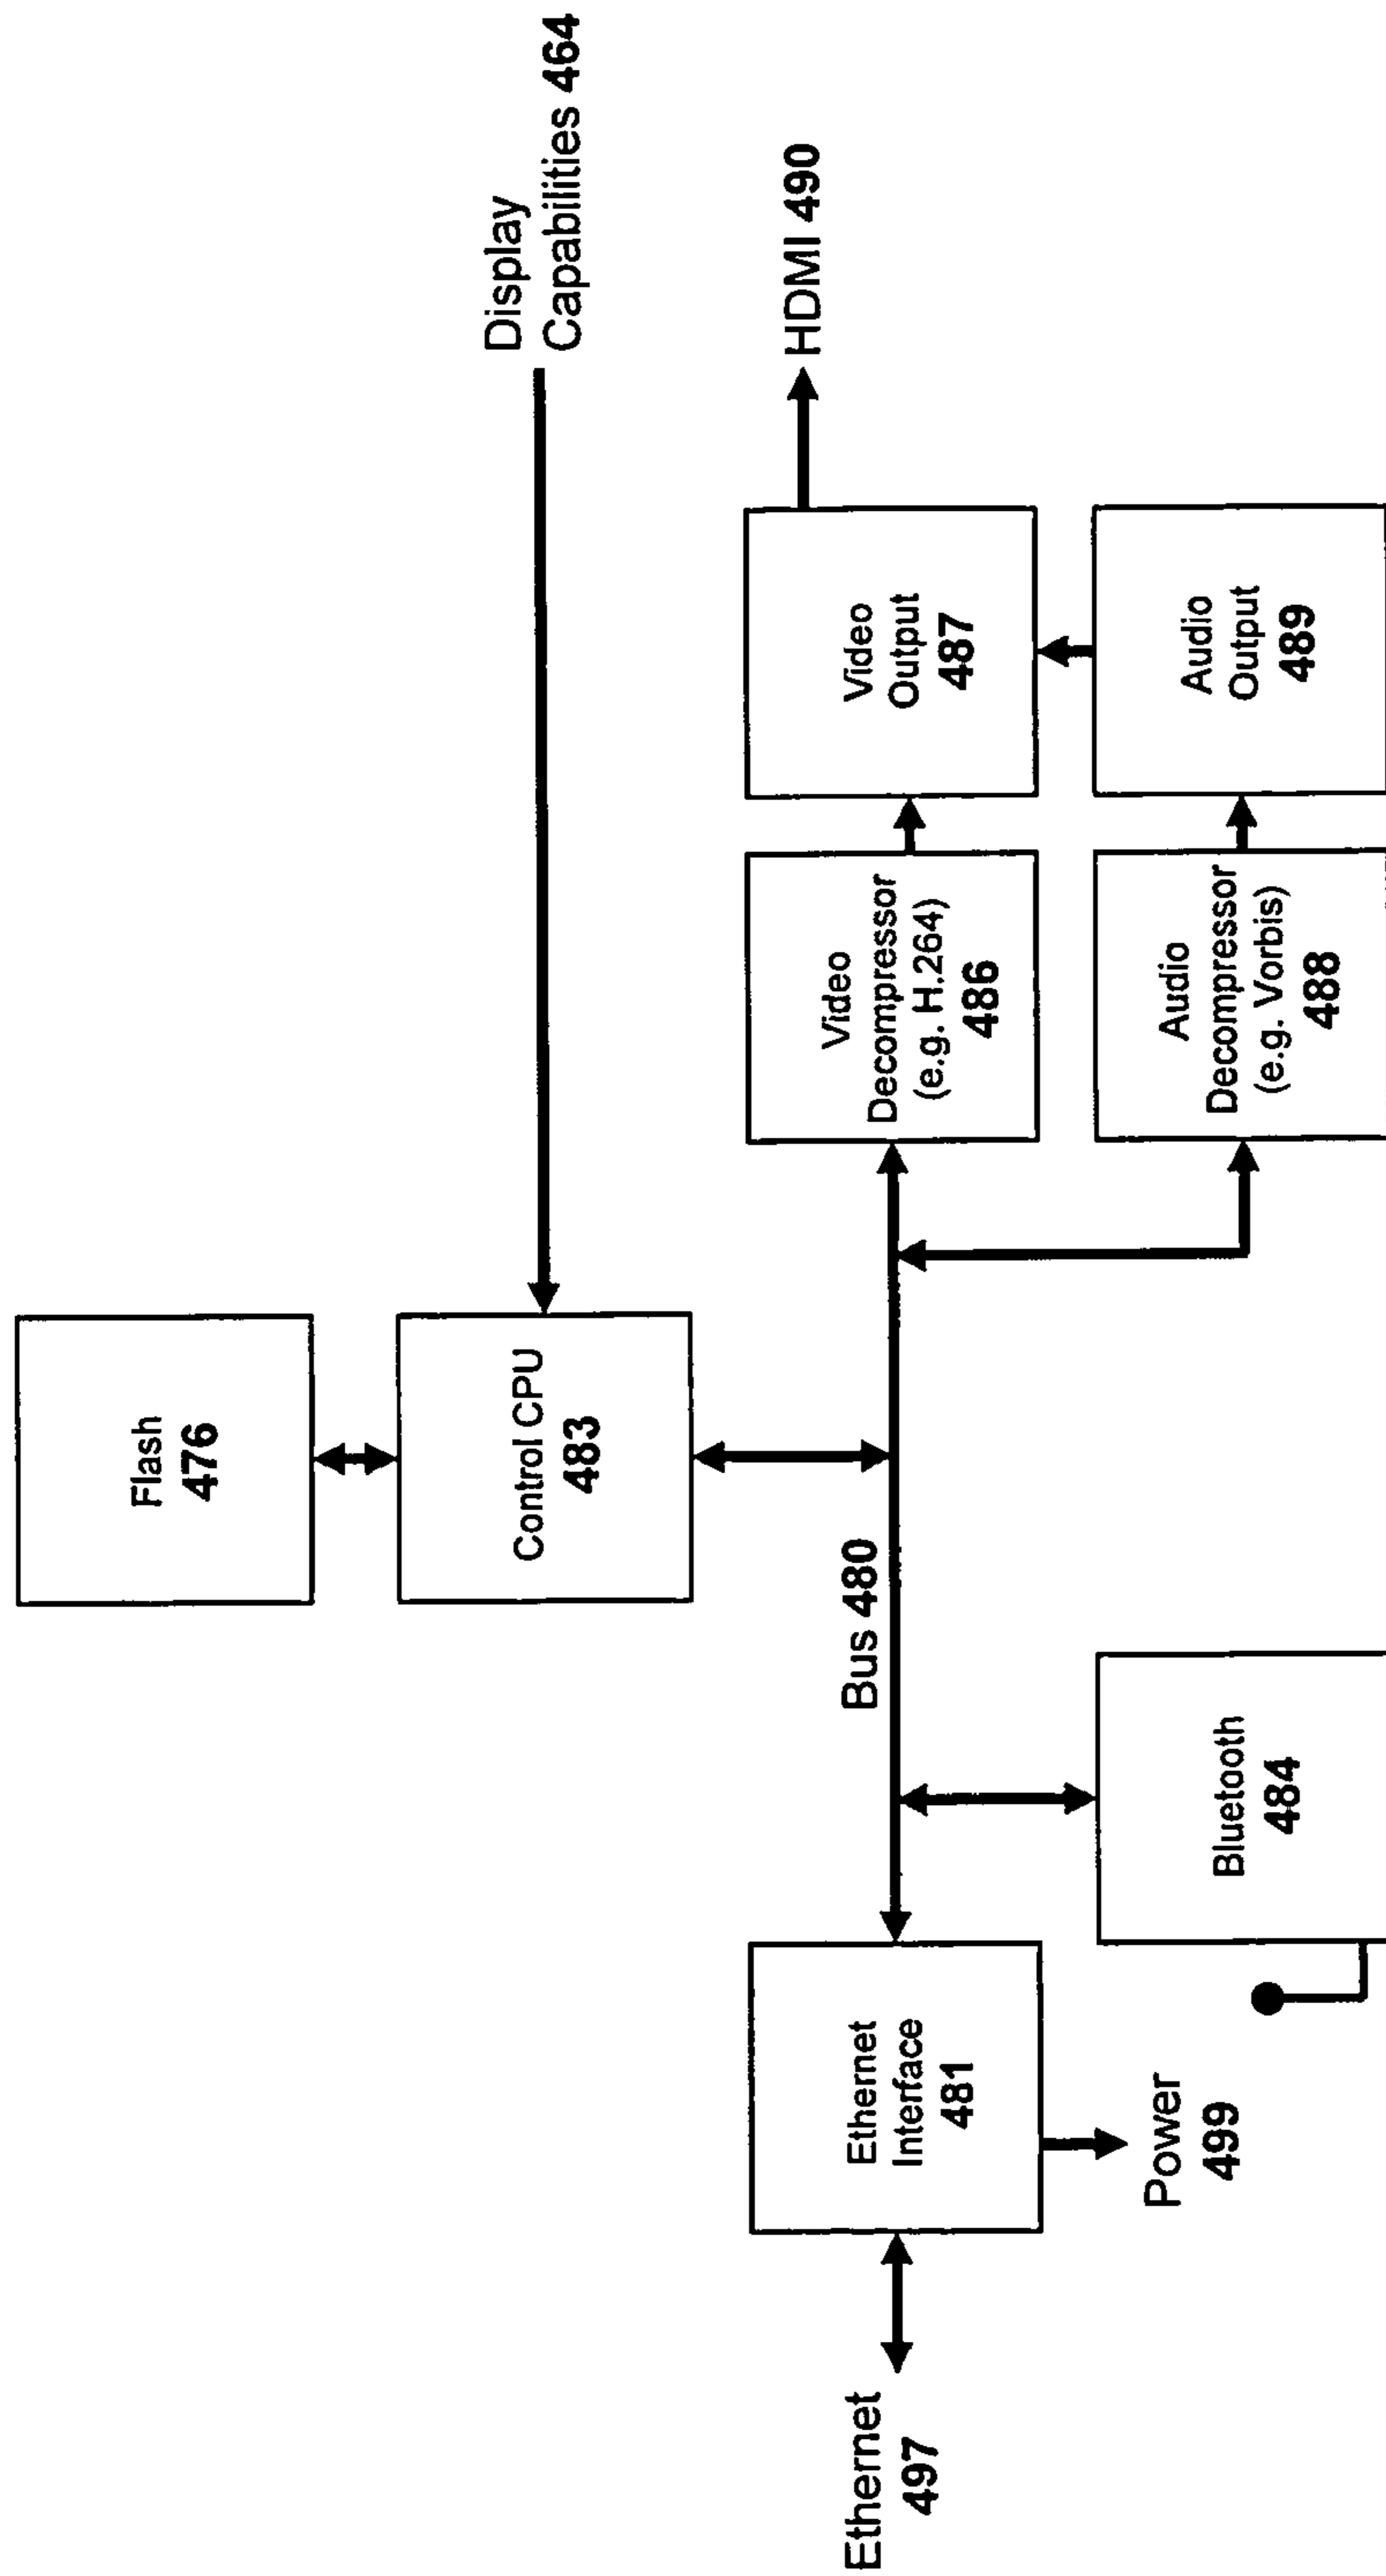 Flash
476
Display
Capabilities 464
Control CPU
483
HDMI 490
Bus 480
Ethernet
497
Ethernet
Interface
481
Video
Decompressor
(e.g. H.264)
486
Video
Output
487
Power
499
Bluetooth
484
Audio
Decompressor
(e.g. Vorbis)
488
Audio
Output
489